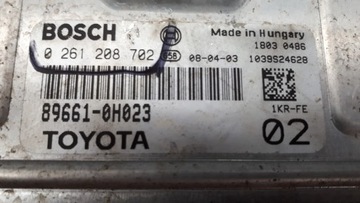 BOSCH
Made in Hungary
1803 0486
0 261 208 702
S58
08-04-03
1039S24628
89661-0H023
1KR-FE
TOYOTA
02